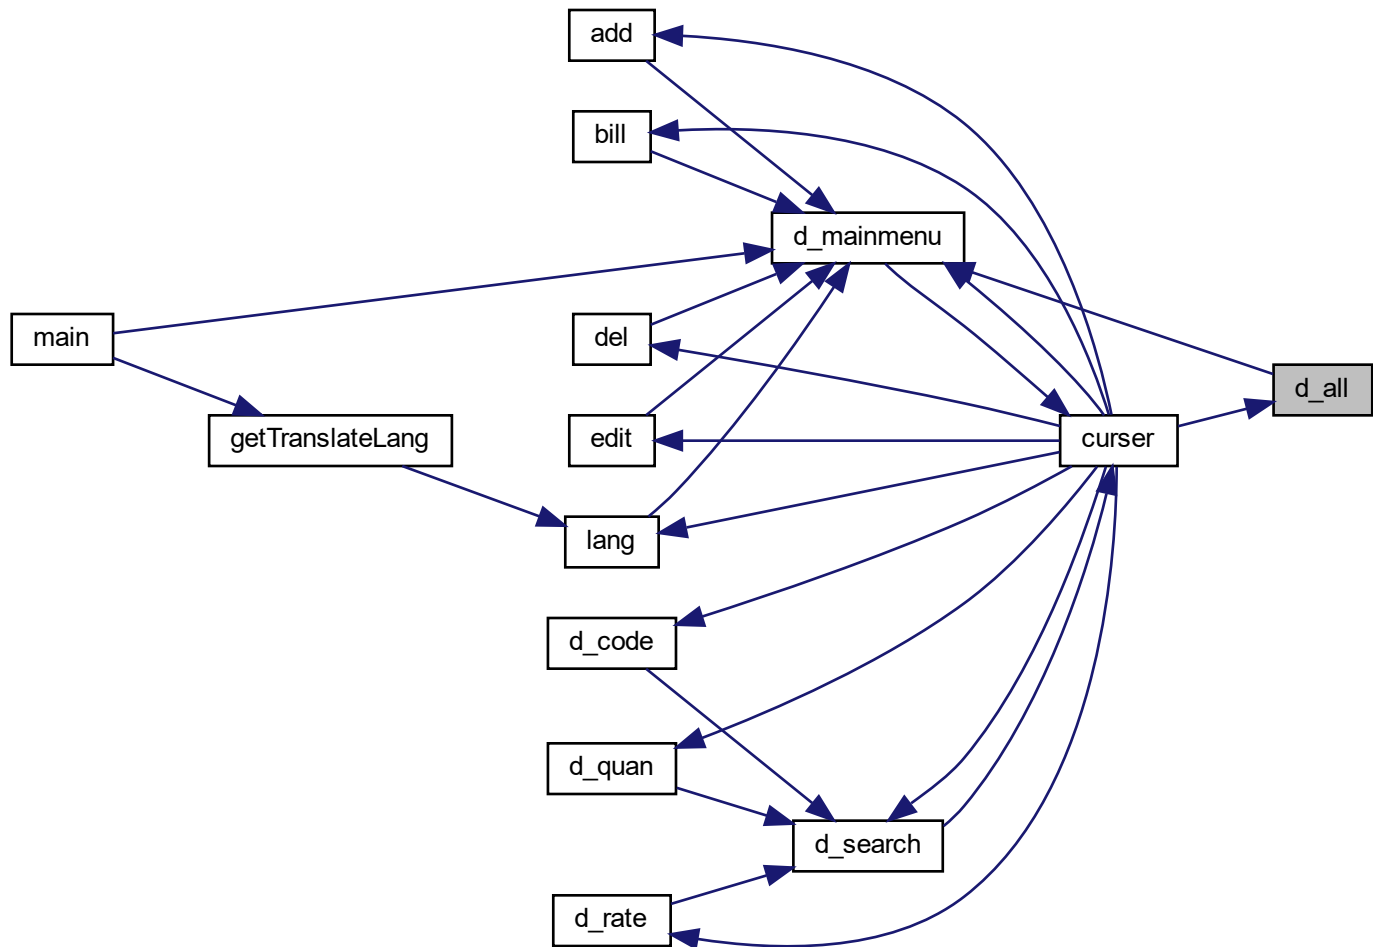 add
bill
d_mainmenu
main
del
d_all
getTranslateLang
edit
curser
lang
d_code
d_quan
d_search
d_rate